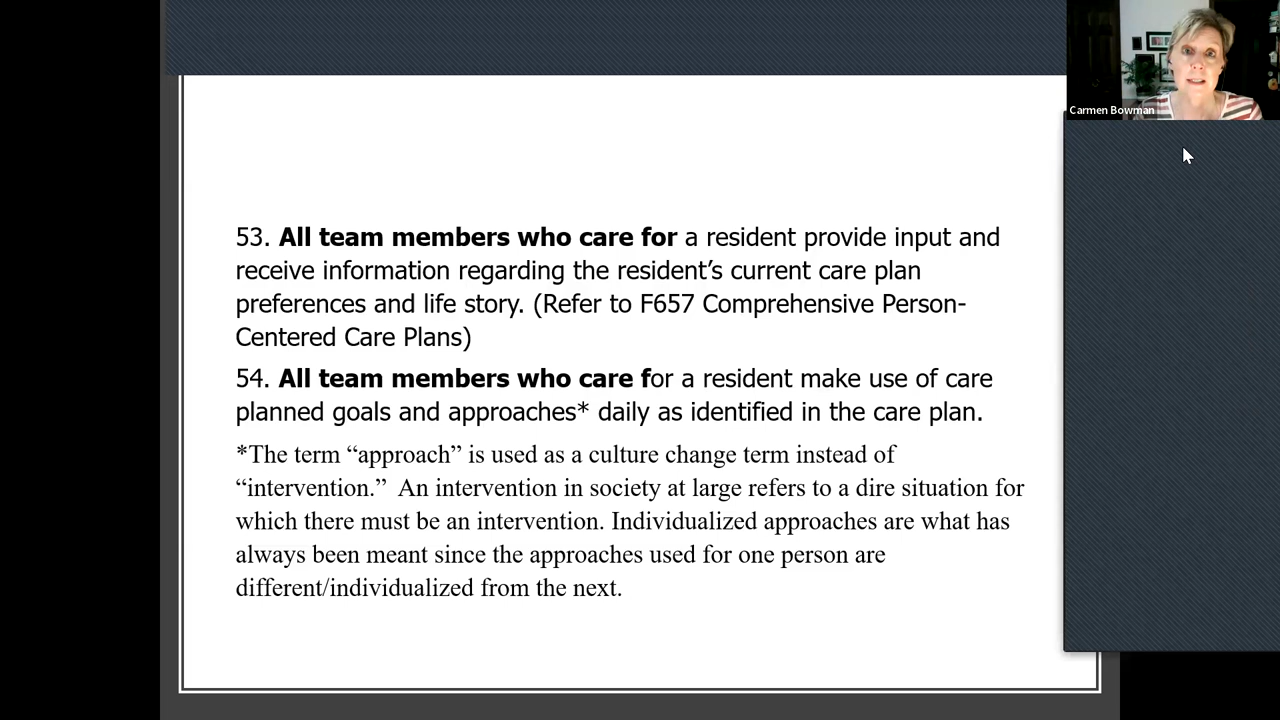 Carmen Bowman
53. All team members who care for a resident provide input and
receive information regarding the resident’s current care plan
preferences and life story. (Refer to F657 Comprehensive Person-
Centered Care Plans)
54. All team members who care for a resident make use of care
planned goals and approaches* daily as identified in the care plan.
*The term “approach” is used as a culture change term instead of
“intervention.”  An intervention in society at large refers to a dire situation for
which there must be an intervention. Individualized approaches are what has
always been meant since the approaches used for one person are
different/individualized from the next.